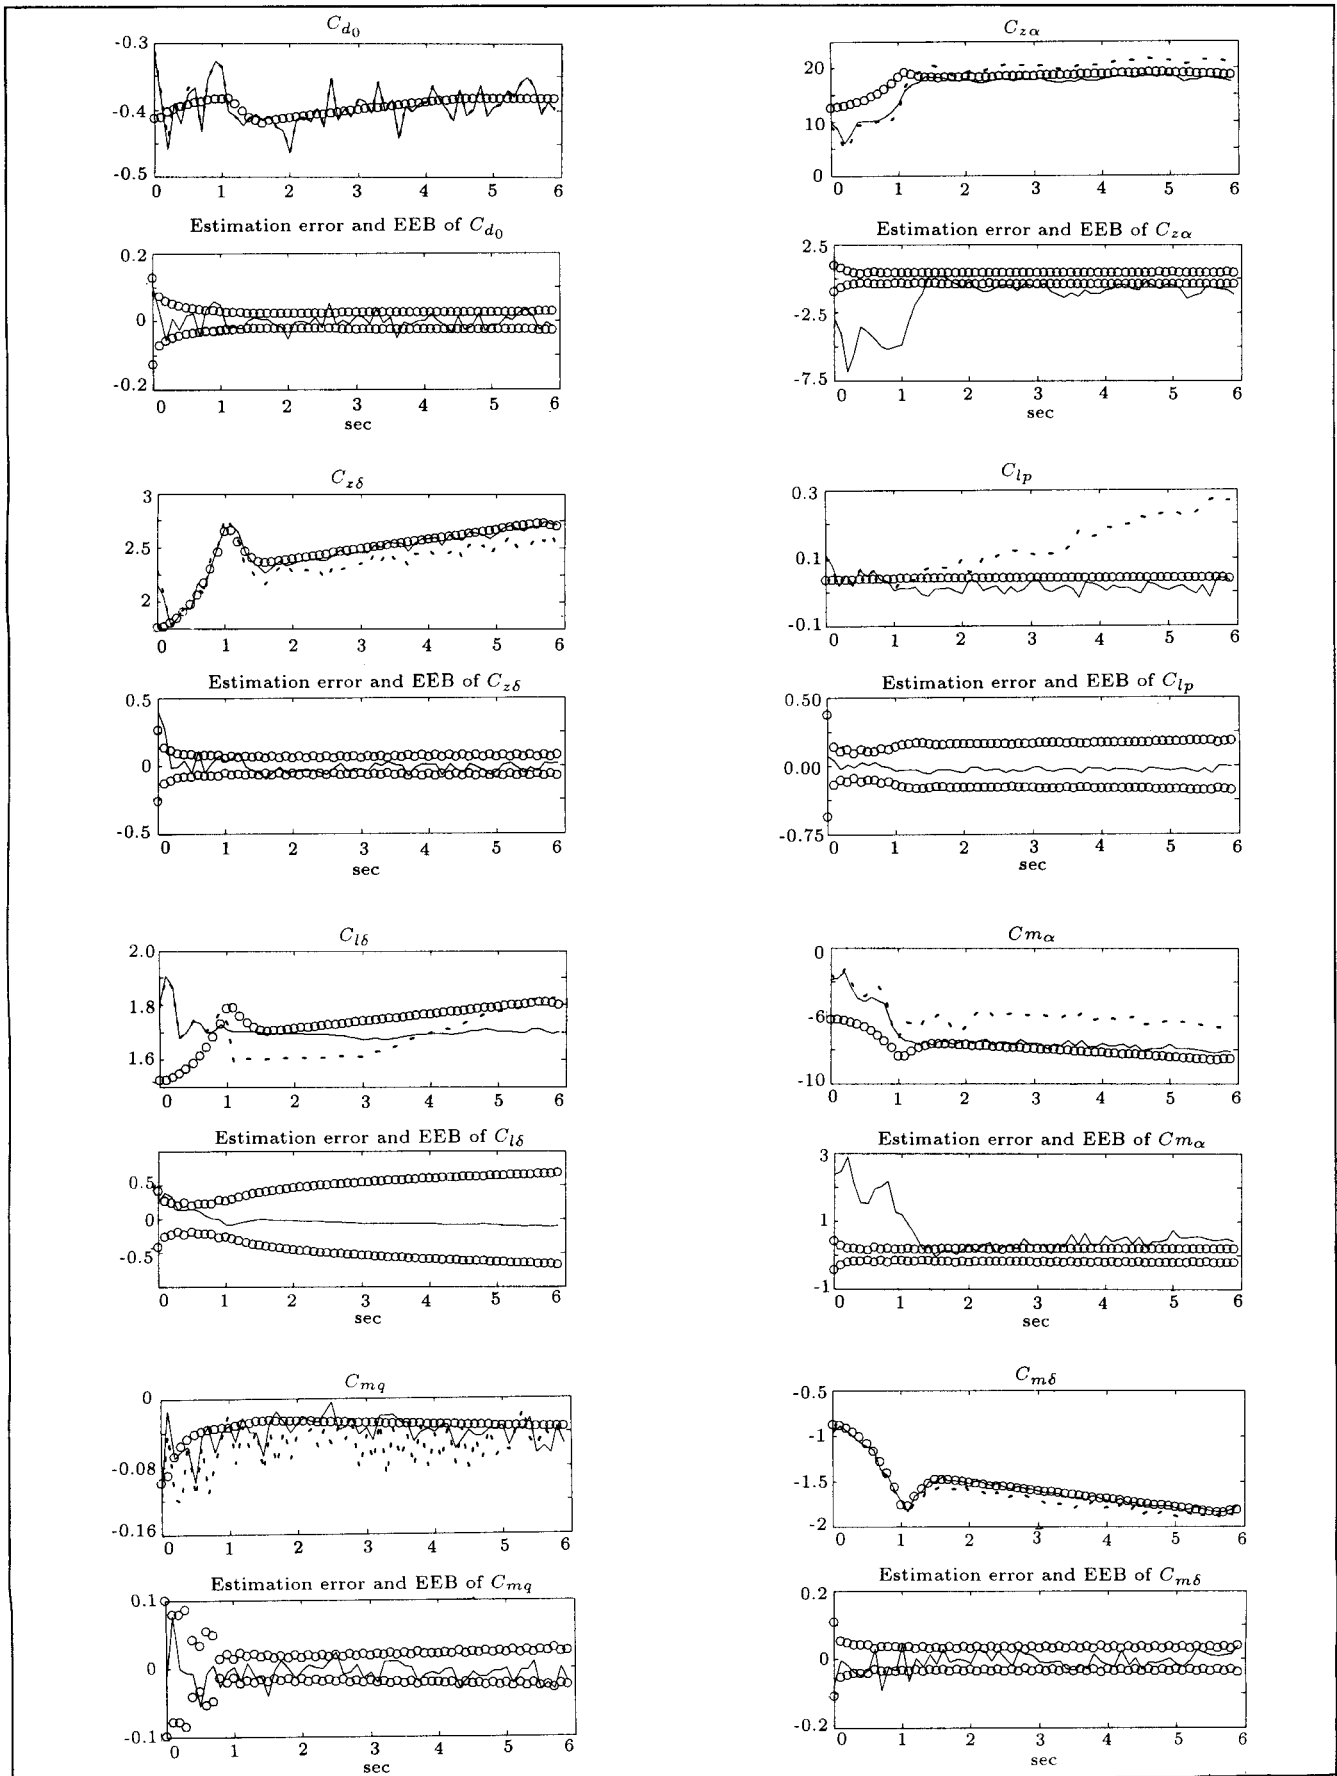 C_{d_0}
-0.3
-0.4
-0.5
0 1 2 3 4 5 6
Estimation error and EEB of C_{d_0}
0.2
0
-0.2
0 1 2 3 4 5 6
sec
C_{zα}
20
10
0
0 1 2 3 4 5 6
Estimation error and EEB of C_{zα}
2.5
-2.5
-7.5
0 1 2 3 4 5 6
sec
C_{zδ}
3
2.5
2
0 1 2 3 4 5 6
Estimation error and EEB of C_{zδ}
0.5
0
-0.5
0 1 2 3 4 5 6
sec
C_{lp}
0.3
0.1
-0.1
0 1 2 3 4 5 6
Estimation error and EEB of C_{lp}
0.50
0.00
-0.75
0 1 2 3 4 5 6
sec
C_{lδ}
2.0
1.8
1.6
0 1 2 3 4 5 6
Estimation error and EEB of C_{lδ}
0.5
0
-0.5
0 1 2 3 4 5 6
sec
Cm_α
0
-6
-10
0 1 2 3 4 5 6
Estimation error and EEB of Cm_α
3
1
-1
0 1 2 3 4 5 6
sec
C_{mq}
0
-0.08
-0.16
0 1 2 3 4 5 6
Estimation error and EEB of C_{mq}
0.1
0
-0.1
0 1 2 3 4 5 6
sec
C_{mδ}
-0.5
-1
-1.5
-2
0 1 2 3 4 5 6
Estimation error and EEB of C_{mδ}
0.2
0
-0.2
0 1 2 3 4 5 6
sec